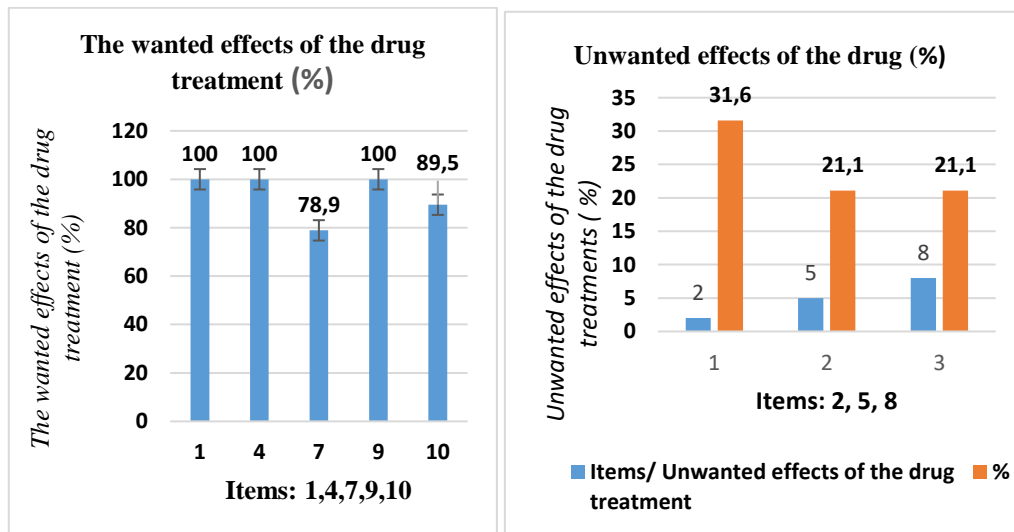 The wanted effects of the drug
treatment (%)
The wanted effects of the drug
treatment (%)
120
100
80
60
40
20
0
100
100
78,9
100
89,5
1 4 7 9 10
Items: 1,4,7,9,10
Unwanted effects of the drug (%)
Unwanted effects of the drug
treatments ( %)
35
30
25
20
15
10
5
0
2
31,6
5
21,1
8
21,1
1 2 3
Items: 2, 5, 8
Items/ Unwanted effects of the drug
treatment
%